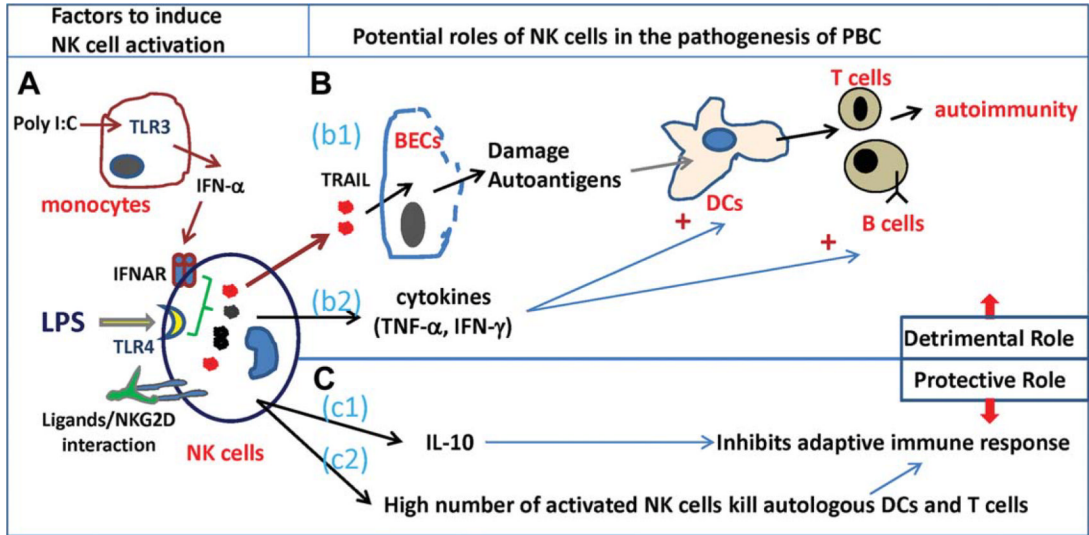 Factors to induce
NK cell activation
Potential roles of NK cells in the pathogenesis of PBC
A
Poly I:C
TLR3
IFN-α
monocytes
IFNAR
LPS
TLR4
Ligands/NKG2D
interaction
NK cells
B
(b1)
BECs
TRAIL
Damage
Autoantigens
DCs
T cells
autoimmunity
B cells
+
+
(b2)
cytokines
(TNF-α, IFN-γ)
Detrimental Role
Protective Role
C
(c1)
IL-10
Inhibits adaptive immune response
(c2)
High number of activated NK cells kill autologous DCs and T cells